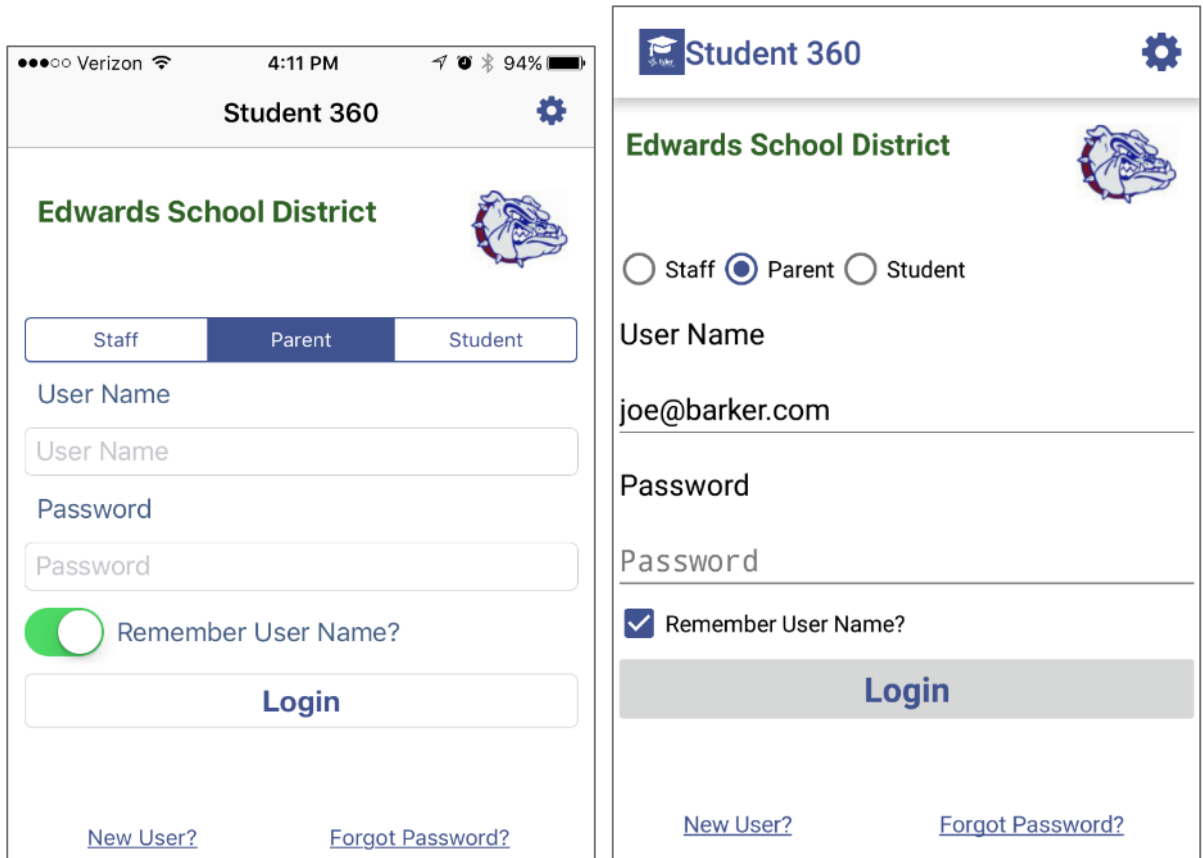 Verizon 4:11 PM 94%
Student 360
Edwards School District
Staff Parent Student
User Name
User Name
Password
Password
Remember User Name?
Login
New User? Forgot Password?
tyler
Student 360
Edwards School District
Staff Parent Student
User Name
joe@barker.com
Password
Password
Remember User Name?
Login
New User? Forgot Password?